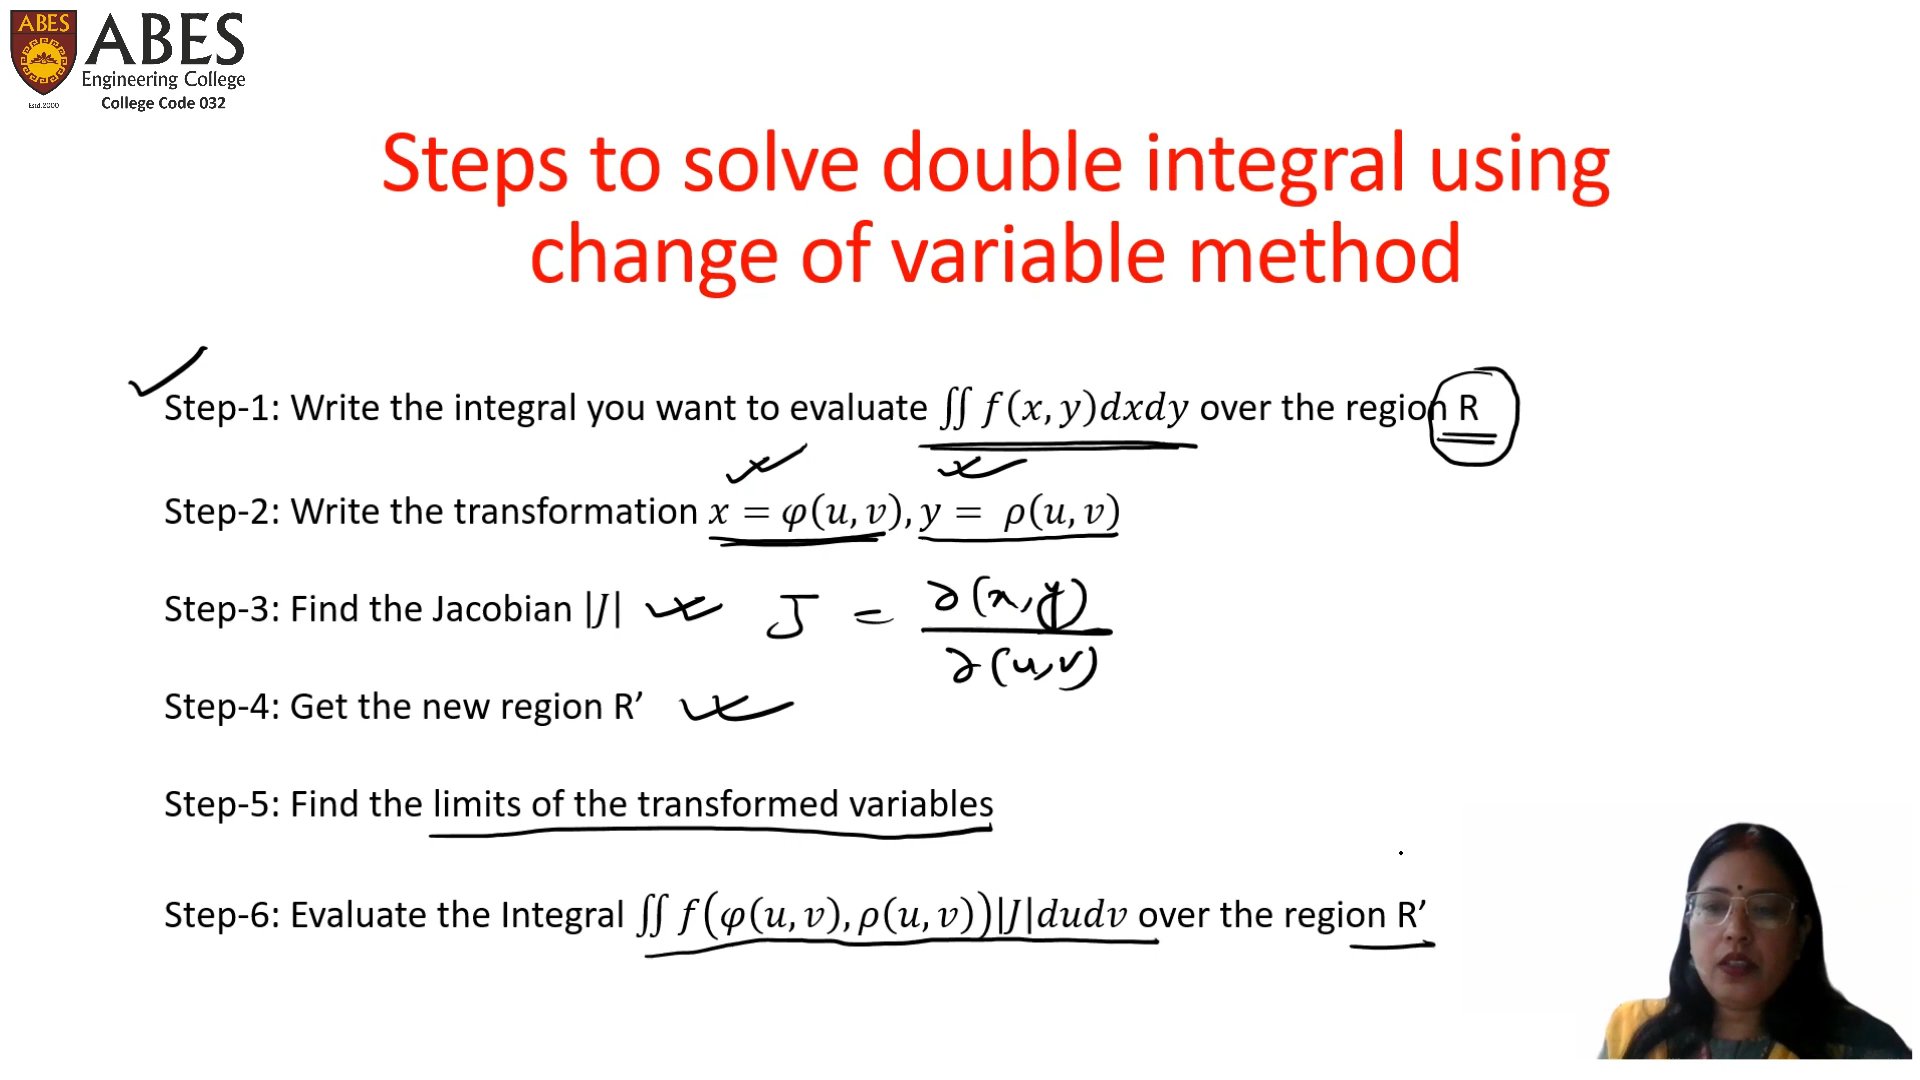 ABES
ABES
Engineering College
Estd.2000
College Code 032
Steps to solve double integral using
change of variable method
Step-1: Write the integral you want to evaluate ∬ f(x, y)dxdy over the region R
Step-2: Write the transformation x = φ(u, v), y = ρ(u, v)
Step-3: Find the Jacobian |J| J = ∂(x,y)
∂(u,v)
Step-4: Get the new region R’
Step-5: Find the limits of the transformed variables
Step-6: Evaluate the Integral ∬ f(φ(u, v), ρ(u, v))|J|dudv over the region R’